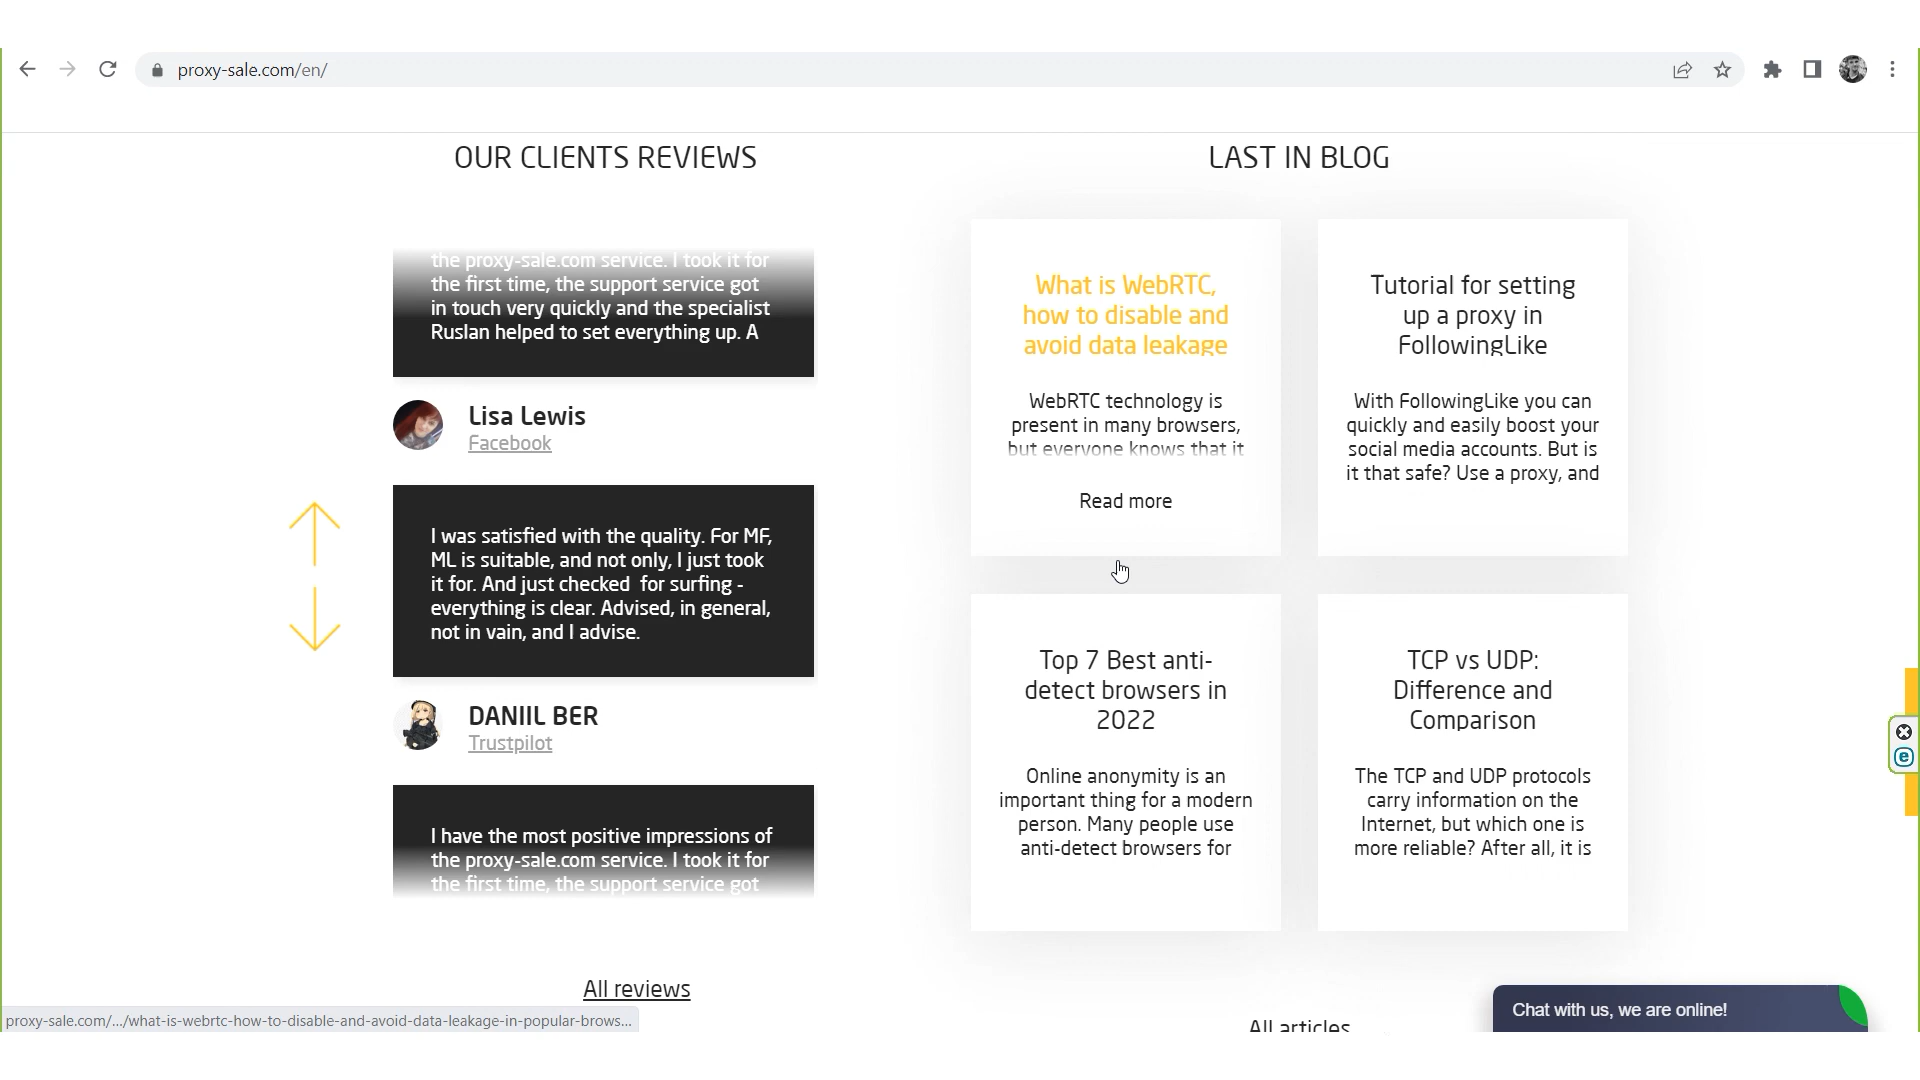 proxy-sale.com/en/
OUR CLIENTS REVIEWS
the proxy-sale.com service. I took it for
the first time, the support service got
in touch very quickly and the specialist
Ruslan helped to set everything up. A
Lisa Lewis
Facebook
I was satisfied with the quality. For MF,
ML is suitable, and not only, I just took
it for. And just checked for surfing -
everything is clear. Advised, in general,
not in vain, and I advise.
DANIIL BER
Trustpilot
I have the most positive impressions of
the proxy-sale.com service. I took it for
the first time, the support service got
All reviews
LAST IN BLOG
What is WebRTC,
how to disable and
avoid data leakage
WebRTC technology is
present in many browsers,
but everyone knows that it
Read more
Tutorial for setting
up a proxy in
FollowingLike
With FollowingLike you can
quickly and easily boost your
social media accounts. But is
it that safe? Use a proxy, and
Top 7 Best anti-
detect browsers in
2022
Online anonymity is an
important thing for a modern
person. Many people use
anti-detect browsers for
TCP vs UDP:
Difference and
Comparison
The TCP and UDP protocols
carry information on the
Internet, but which one is
more reliable? After all, it is
All articles
Chat with us, we are online!
proxy-sale.com/.../what-is-webrtc-how-to-disable-and-avoid-data-leakage-in-popular-brows...